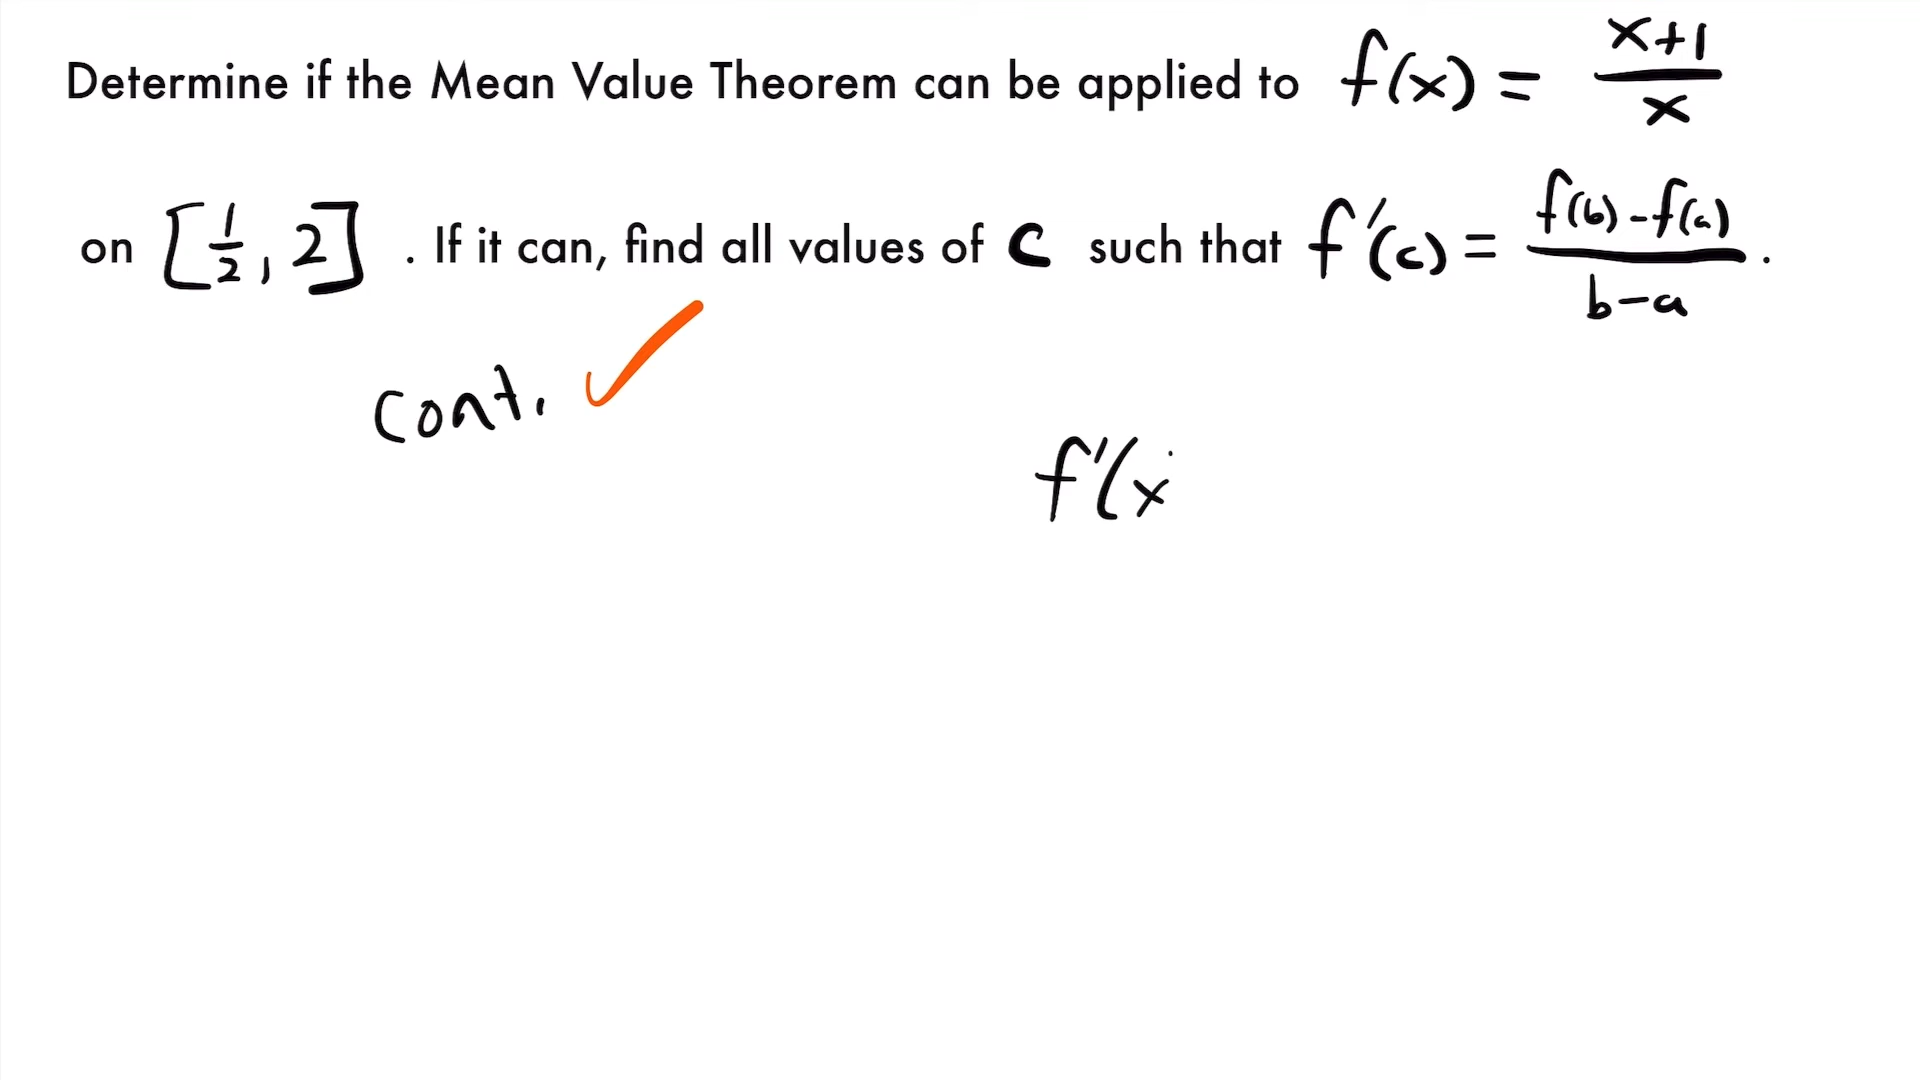 Determine if the Mean Value Theorem can be applied to f(x) = x+1 / x
on [1/2, 2] . If it can, find all values of c such that f'(c) = f(b)-f(a) / b-a .
cont. ✓
f'(x